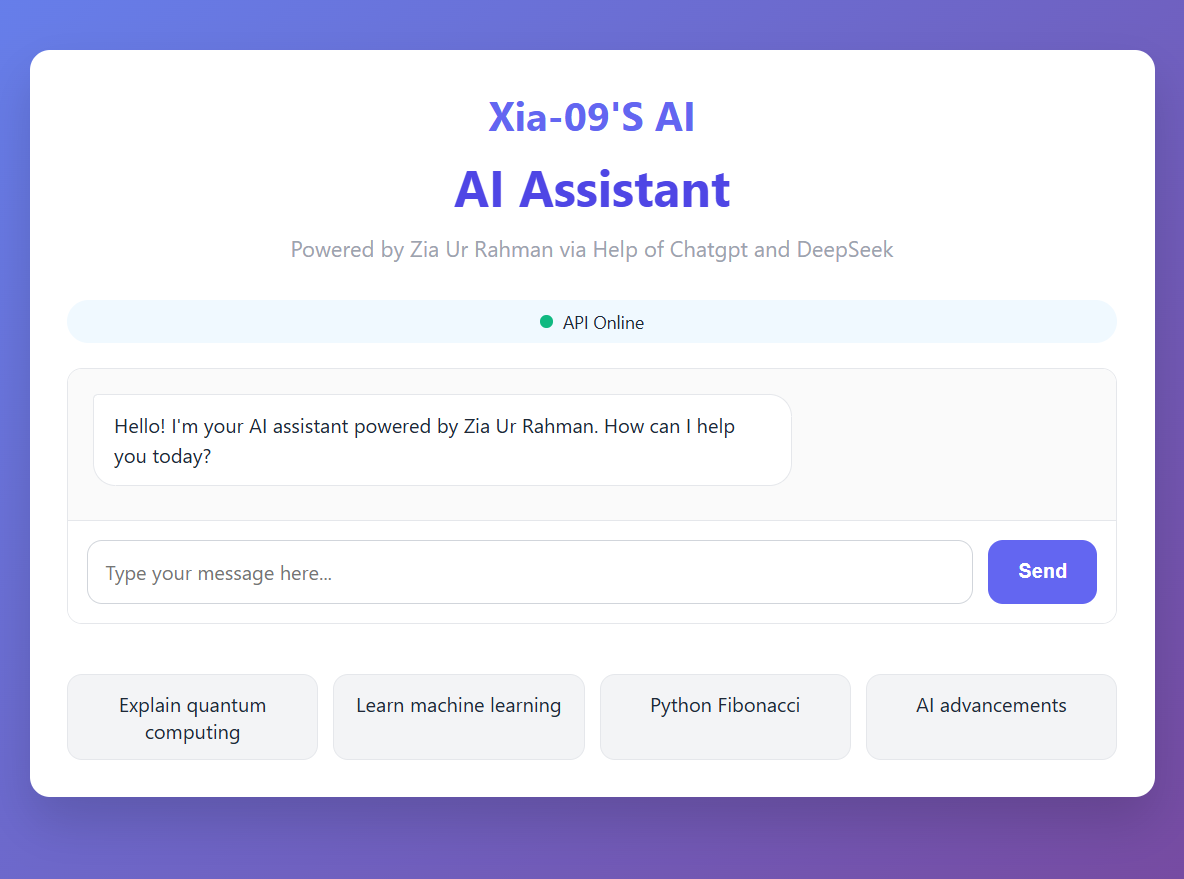 Xia-09'S AI
AI Assistant
Powered by Zia Ur Rahman via Help of Chatgpt and DeepSeek
API Online
Hello! I'm your AI assistant powered by Zia Ur Rahman. How can I help
you today?
Type your message here...
Send
Explain quantum
computing
Learn machine learning
Python Fibonacci
AI advancements